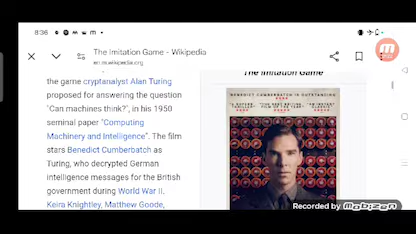 8:36
The Imitation Game - Wikipedia
en.m.wikipedia.org
the game cryptanalyst Alan Turing
proposed for answering the question
"Can machines think?", in his 1950
seminal paper "Computing
Machinery and Intelligence". The film
stars Benedict Cumberbatch as
Turing, who decrypted German
intelligence messages for the British
government during World War II.
Keira Knightley, Matthew Goode,
The Imitation Game
BENEDICT CUMBERBATCH IS OUTSTANDING
Recorded by Mobizen